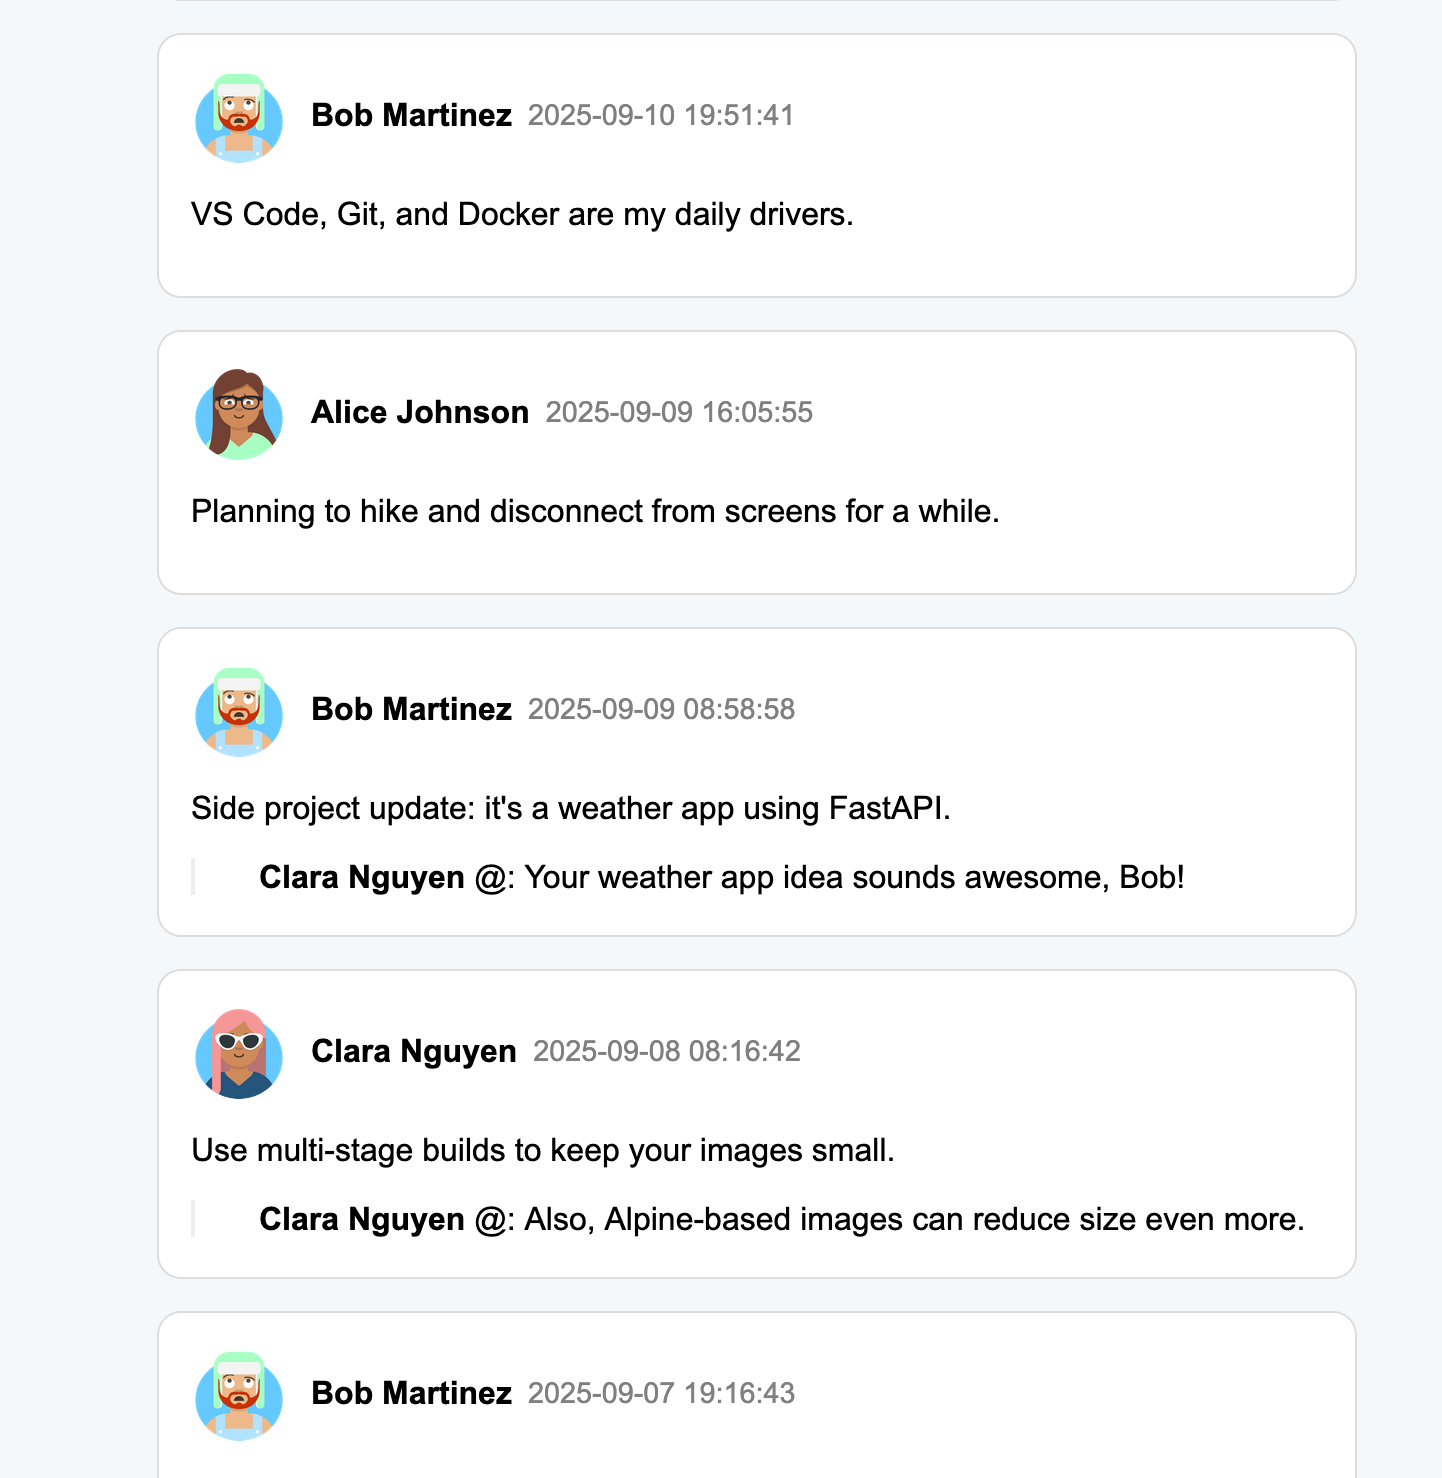 Bob Martinez 2025-09-10 19:51:41
VS Code, Git, and Docker are my daily drivers.
Alice Johnson 2025-09-09 16:05:55
Planning to hike and disconnect from screens for a while.
Bob Martinez 2025-09-09 08:58:58
Side project update: it's a weather app using FastAPI.
Clara Nguyen @: Your weather app idea sounds awesome, Bob!
Clara Nguyen 2025-09-08 08:16:42
Use multi-stage builds to keep your images small.
Clara Nguyen @: Also, Alpine-based images can reduce size even more.
Bob Martinez 2025-09-07 19:16:43